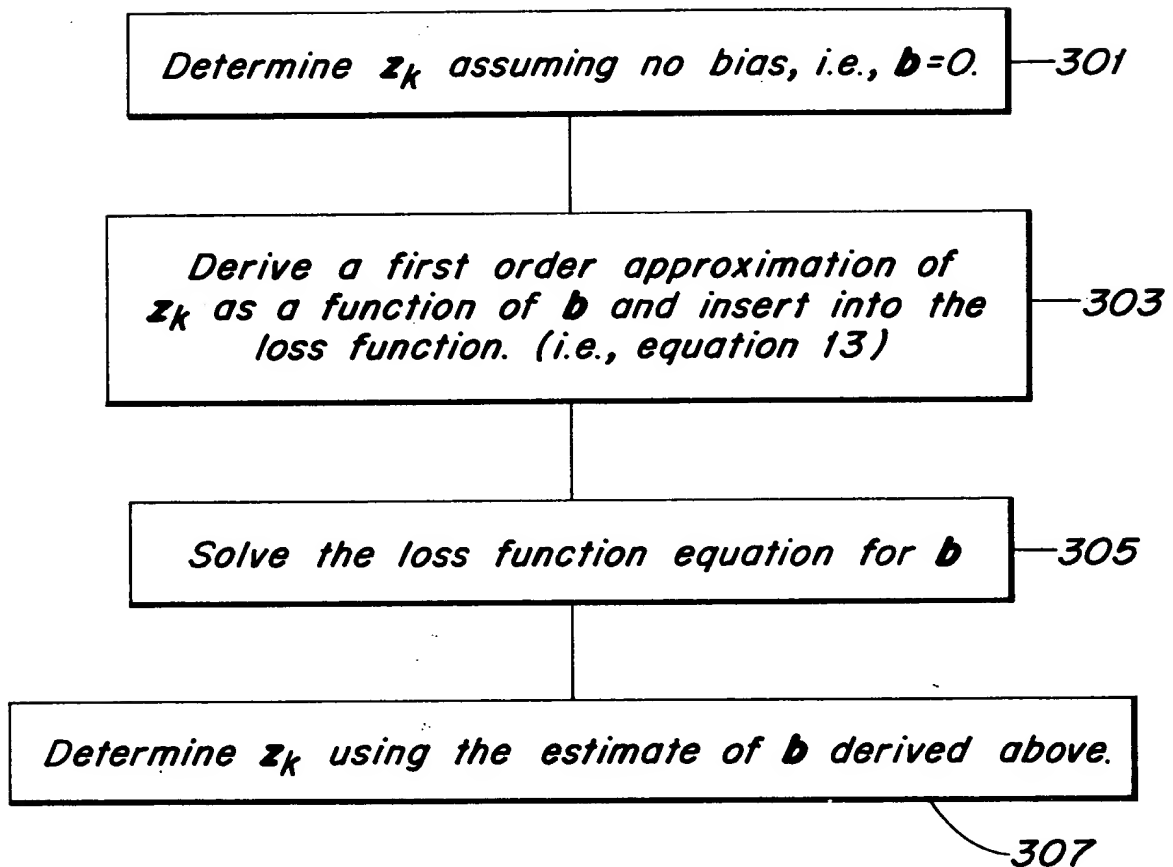 Determine zk assuming no bias, i.e., b=0.
301
Derive a first order approximation of
zk as a function of b and insert into the
loss function. (i.e., equation 13)
303
Solve the loss function equation for b
305
Determine zk using the estimate of b derived above.
307